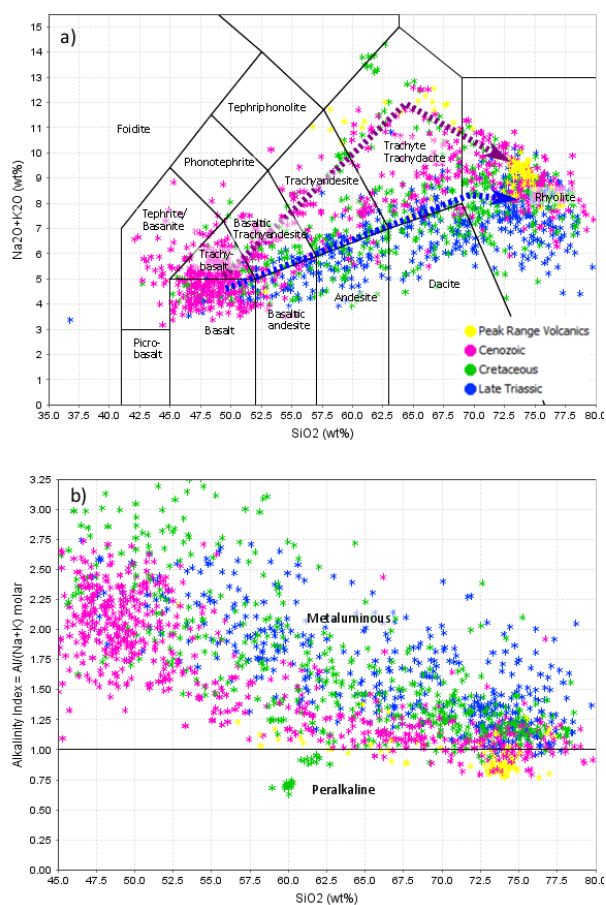 a)
15
14
13
12
11
10
9
8
7
6
5
4
3
2
1
0
Na2O+K2O (wt%)
Foidite
Tephriphonolite
Phonotephrite
Trachyandesite
Trachyte
Trachydacite
Rhyolite
Tephrite/
Basanite
Basaltic
Trachyandesite
Trachy-
basalt
Basalt
Basaltic
andesite
Andesite
Dacite
Picro-
basalt
Peak Range Volcanics
Cenozoic
Cretaceous
Late Triassic
35.0 37.5 40.0 42.5 45.0 47.5 50.0 52.5 55.0 57.5 60.0 62.5 65.0 67.5 70.0 72.5 75.0 77.5 80.0
SiO2 (wt%)
b)
3.25
3.00
2.75
2.50
2.25
2.00
1.75
1.50
1.25
1.00
0.75
0.50
0.25
0.00
Alkalinity Index = Al/(Na+K) molar
Metaluminous
Peralkaline
45.0 47.5 50.0 52.5 55.0 57.5 60.0 62.5 65.0 67.5 70.0 72.5 75.0 77.5 80.0
SiO2 (wt%)